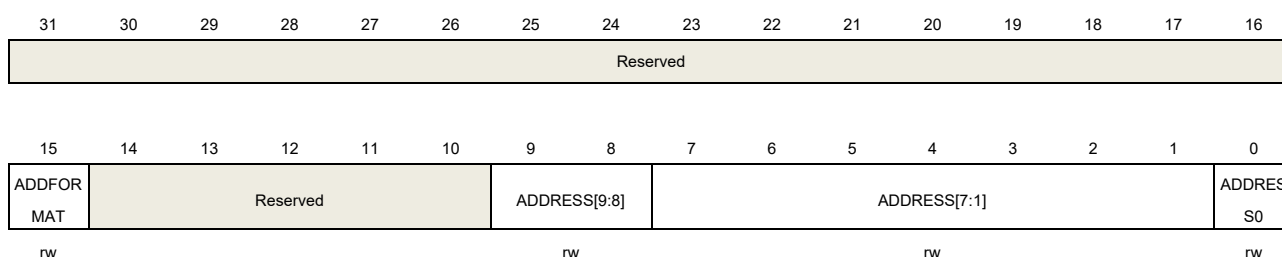 31 30 29 28 27 26 25 24 23 22 21 20 19 18 17 16
Reserved
15 14 13 12 11 10 9 8 7 6 5 4 3 2 1 0
ADDFOR
MAT
Reserved
ADDRESS[9:8]
ADDRESS[7:1]
ADDRES
S0
rw rw rw rw